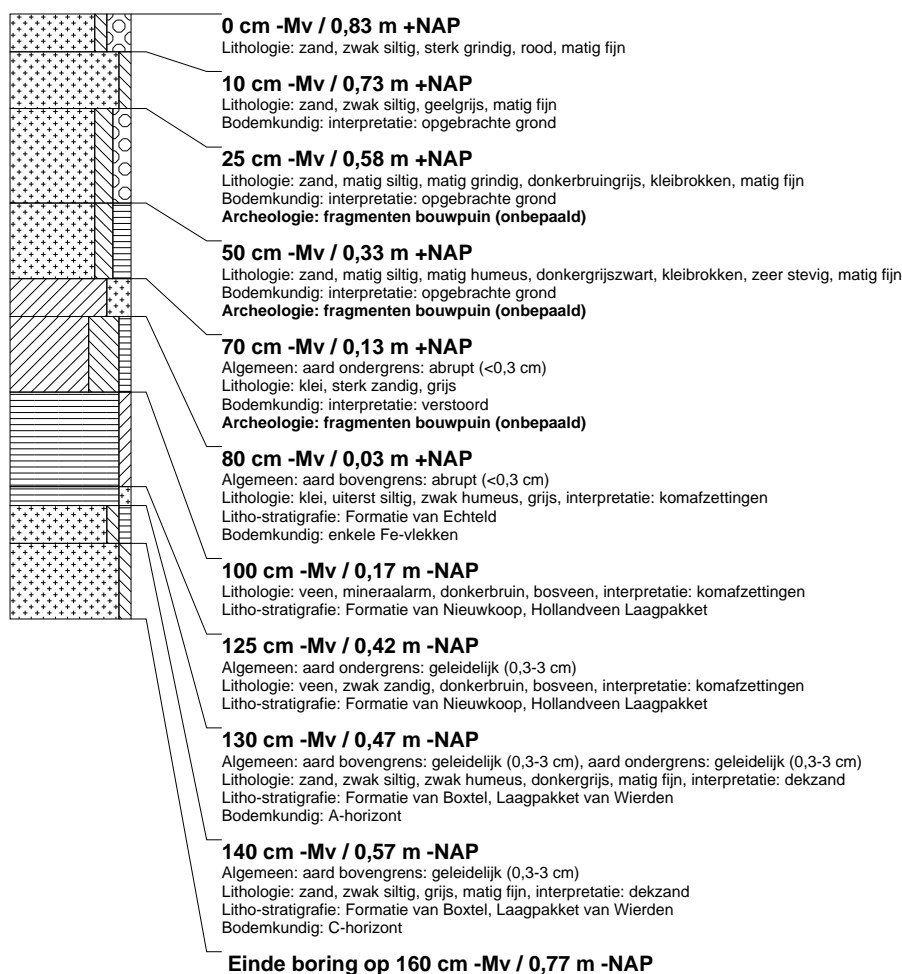 0 cm -Mv / 0,83 m +NAP
Lithologie: zand, zwak siltig, sterk grindig, rood, matig fijn
10 cm -Mv / 0,73 m +NAP
Lithologie: zand, zwak siltig, geelgrijs, matig fijn
Bodemkundig: interpretatie: opgebrachte grond
25 cm -Mv / 0,58 m +NAP
Lithologie: zand, matig siltig, matig grindig, donkerbruingrijs, kleibrokken, matig fijn
Bodemkundig: interpretatie: opgebrachte grond
Archeologie: fragmenten bouwpuin (onbepaald)
50 cm -Mv / 0,33 m +NAP
Lithologie: zand, matig siltig, matig humeus, donkergrijszwart, kleibrokken, zeer stevig, matig fijn
Bodemkundig: interpretatie: opgebrachte grond
Archeologie: fragmenten bouwpuin (onbepaald)
70 cm -Mv / 0,13 m +NAP
Algemeen: aard ondergrens: abrupt (<0,3 cm)
Lithologie: klei, sterk zandig, grijs
Bodemkundig: interpretatie: verstoord
Archeologie: fragmenten bouwpuin (onbepaald)
80 cm -Mv / 0,03 m +NAP
Algemeen: aard bovengrens: abrupt (<0,3 cm)
Lithologie: klei, uiterst siltig, zwak humeus, grijs, interpretatie: komafzettingen
Litho-stratigrafie: Formatie van Echteld
Bodemkundig: enkele Fe-vlekken
100 cm -Mv / 0,17 m -NAP
Lithologie: veen, mineraalarm, donkerbruin, bosveen, interpretatie: komafzettingen
Litho-stratigrafie: Formatie van Nieuwkoop, Hollandveen Laagpakket
125 cm -Mv / 0,42 m -NAP
Algemeen: aard ondergrens: geleidelijk (0,3-3 cm)
Lithologie: veen, zwak zandig, donkerbruin, bosveen, interpretatie: komafzettingen
Litho-stratigrafie: Formatie van Nieuwkoop, Hollandveen Laagpakket
130 cm -Mv / 0,47 m -NAP
Algemeen: aard bovengrens: geleidelijk (0,3-3 cm), aard ondergrens: geleidelijk (0,3-3 cm)
Lithologie: zand, zwak siltig, zwak humeus, donkergrijs, matig fijn, interpretatie: dekzand
Litho-stratigrafie: Formatie van Boxtel, Laagpakket van Wierden
Bodemkundig: A-horizont
140 cm -Mv / 0,57 m -NAP
Algemeen: aard bovengrens: geleidelijk (0,3-3 cm)
Lithologie: zand, zwak siltig, grijs, matig fijn, interpretatie: dekzand
Litho-stratigrafie: Formatie van Boxtel, Laagpakket van Wierden
Bodemkundig: C-horizont
Einde boring op 160 cm -Mv / 0,77 m -NAP